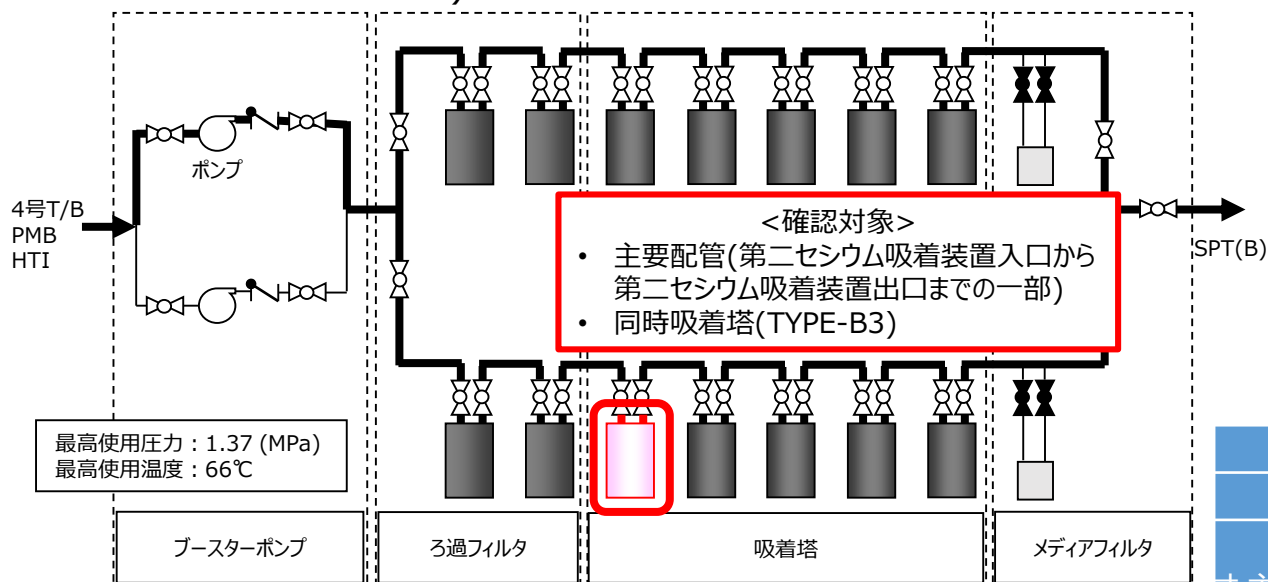 )
ポンプ
4号T/B
PMB
HTI
<確認対象>
• 主要配管(第二セシウム吸着装置入口から
第二セシウム吸着装置出口までの一部)
• 同時吸着塔(TYPE-B3)
SPT(B)
最高使用圧力：1.37 (MPa)
最高使用温度：66℃
ブースターポンプ
ろ過フィルタ
吸着塔
メディアフィルタ